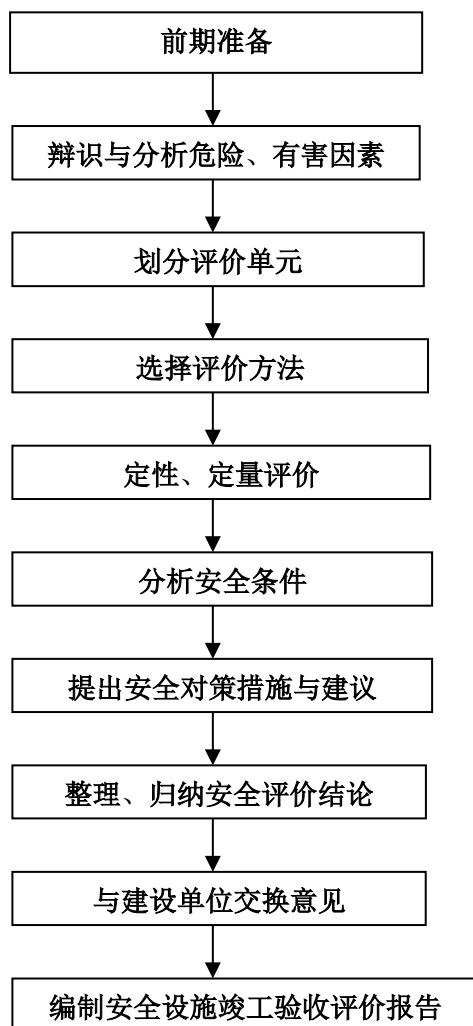 前期准备
辩识与分析危险、有害因素
划分评价单元
选择评价方法
定性、定量评价
分析安全条件
提出安全对策措施与建议
整理、归纳安全评价结论
与建设单位交换意见
编制安全设施竣工验收评价报告